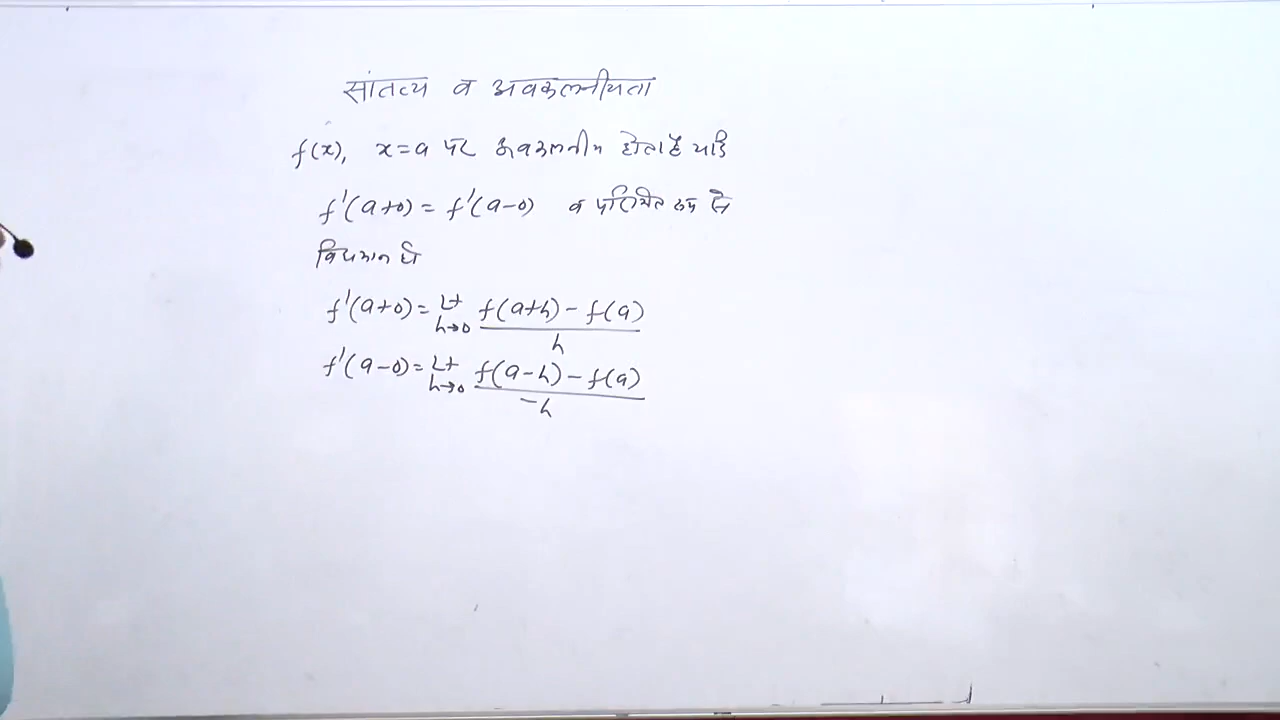 सांतत्य व अवकलनीयता
f(x), x=a पर अवकलनीय होता है यदि
f'(a+0) = f'(a-0) व परिमित रूप से
विद्यमान हो
f'(a+0) = Lt h→0 f(a+h) - f(a) / h
f'(a-0) = Lt h→0 f(a-h) - f(a) / -h